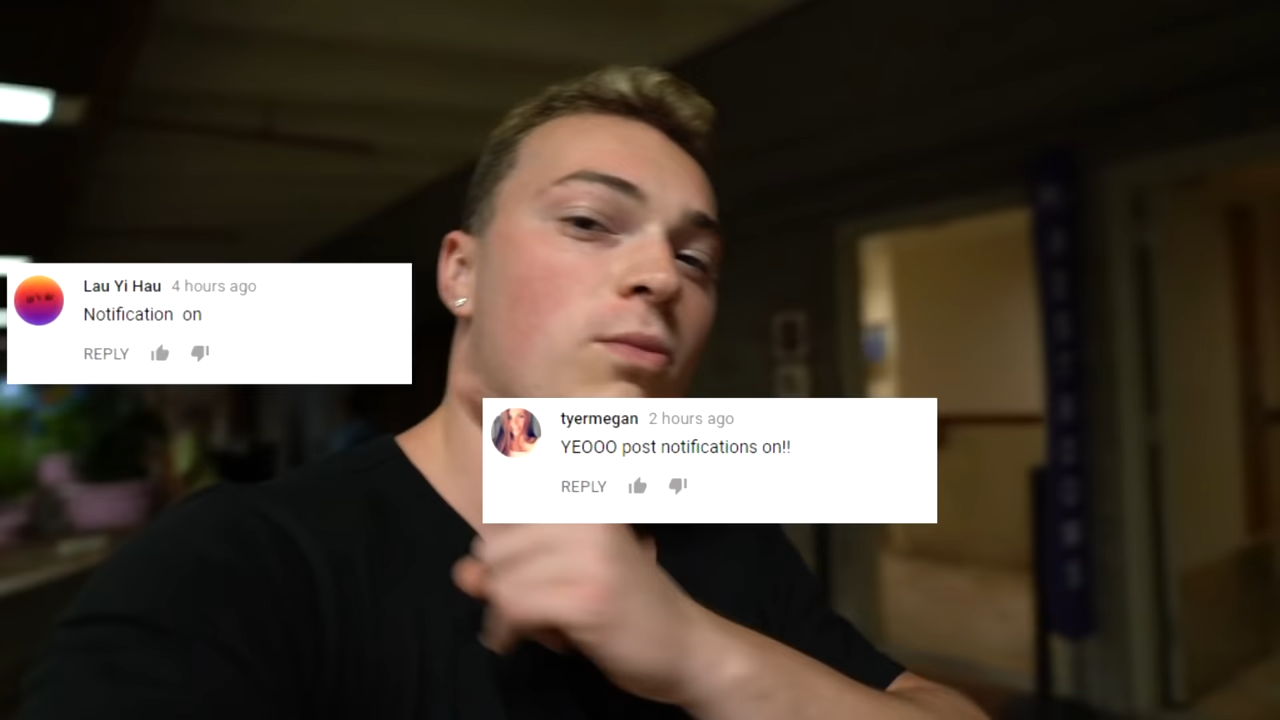 Lau Yi Hau 4 hours ago
Notification on
REPLY
tyermegan 2 hours ago
YEOOO post notifications on!!
REPLY